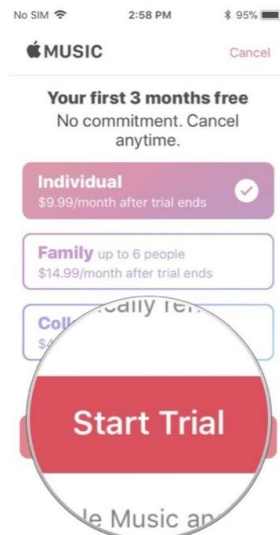 No SIM 2:58 PM 95%
MUSIC Cancel
Your first 3 months free
No commitment. Cancel
anytime.
Individual
$9.99/month after trial ends
Family up to 6 people
$14.99/month after trial ends
Start Trial
Music